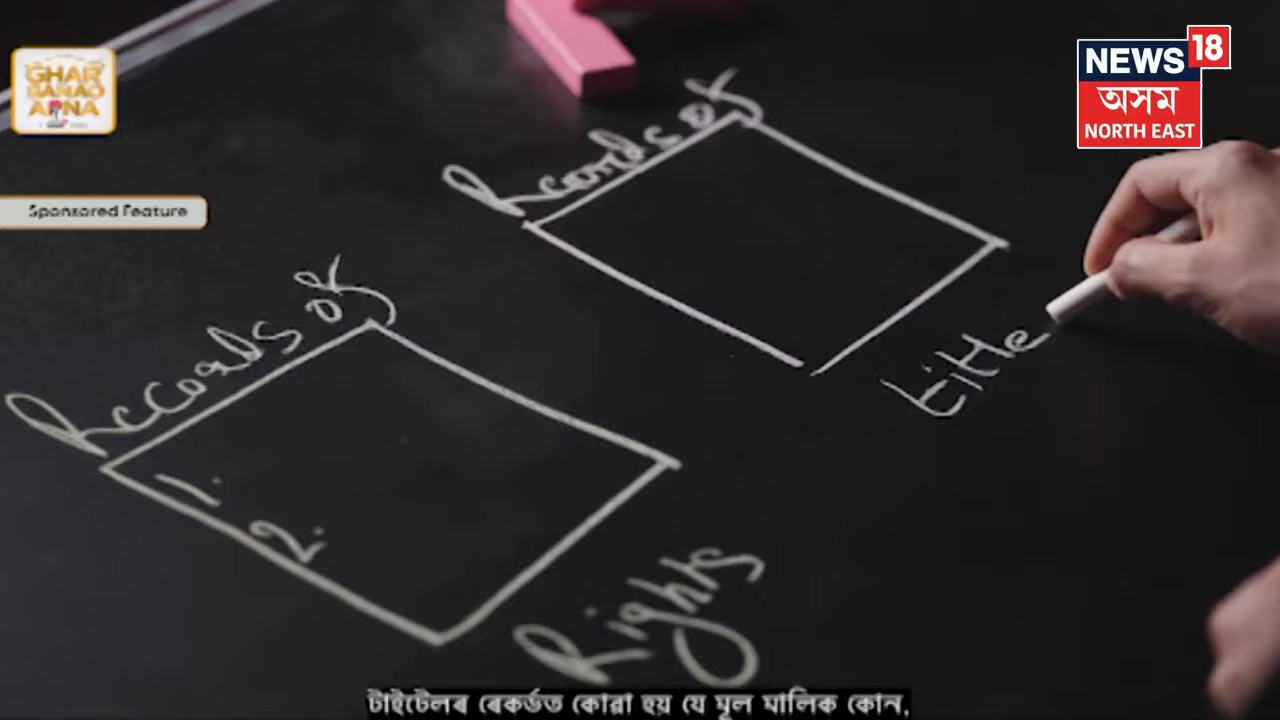 GHAR
BANAO
APNA
NEWS 18
অসম
NORTH EAST
Sponsored Feature
Records of
title
Records of
1.
2.
Rights
টাইটেলৰ ৰেকৰ্ডত কোৱা হয় যে মূল মালিক কোন,